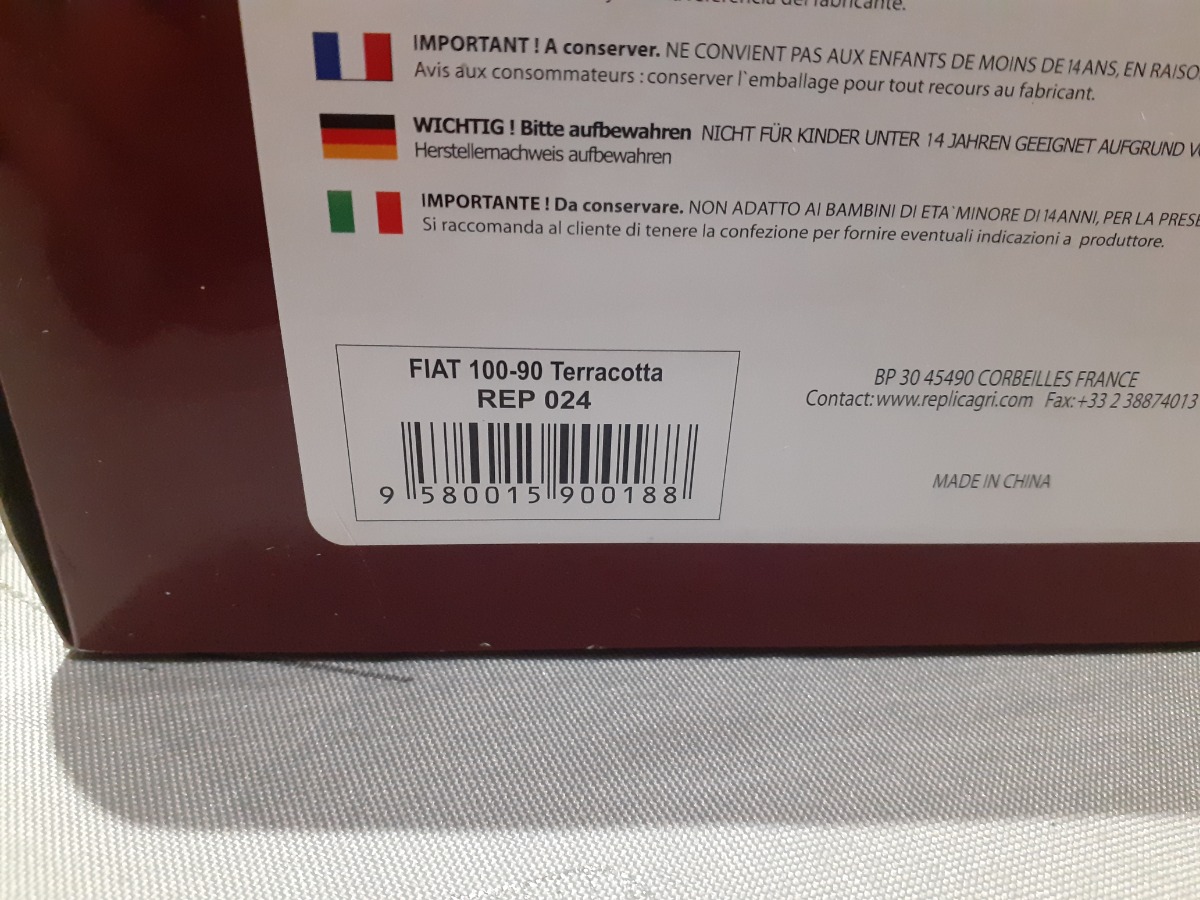 fabricante.
IMPORTANT ! A conserver. NE CONVIENT PAS AUX ENFANTS DE MOINS DE 14 ANS, EN RAISO
Avis aux consommateurs : conserver l`emballage pour tout recours au fabricant.
WICHTIG ! Bitte aufbewahren NICHT FÜR KINDER UNTER 14 JAHREN GEEIGNET AUFGRUND V
Herstellernachweis aufbewahren
IMPORTANTE ! Da conservare. NON ADATTO AI BAMBINI DI ETA`MINORE DI 14ANNI, PER LA PRESE
Si raccomanda al cliente di tenere la confezione per fornire eventuali indicazioni a produttore.
FIAT 100-90 Terracotta
REP 024
9 580015 900188
BP 30 45490 CORBEILLES FRANCE
Contact: www.replicagri.com Fax: +33 2 38874013
MADE IN CHINA